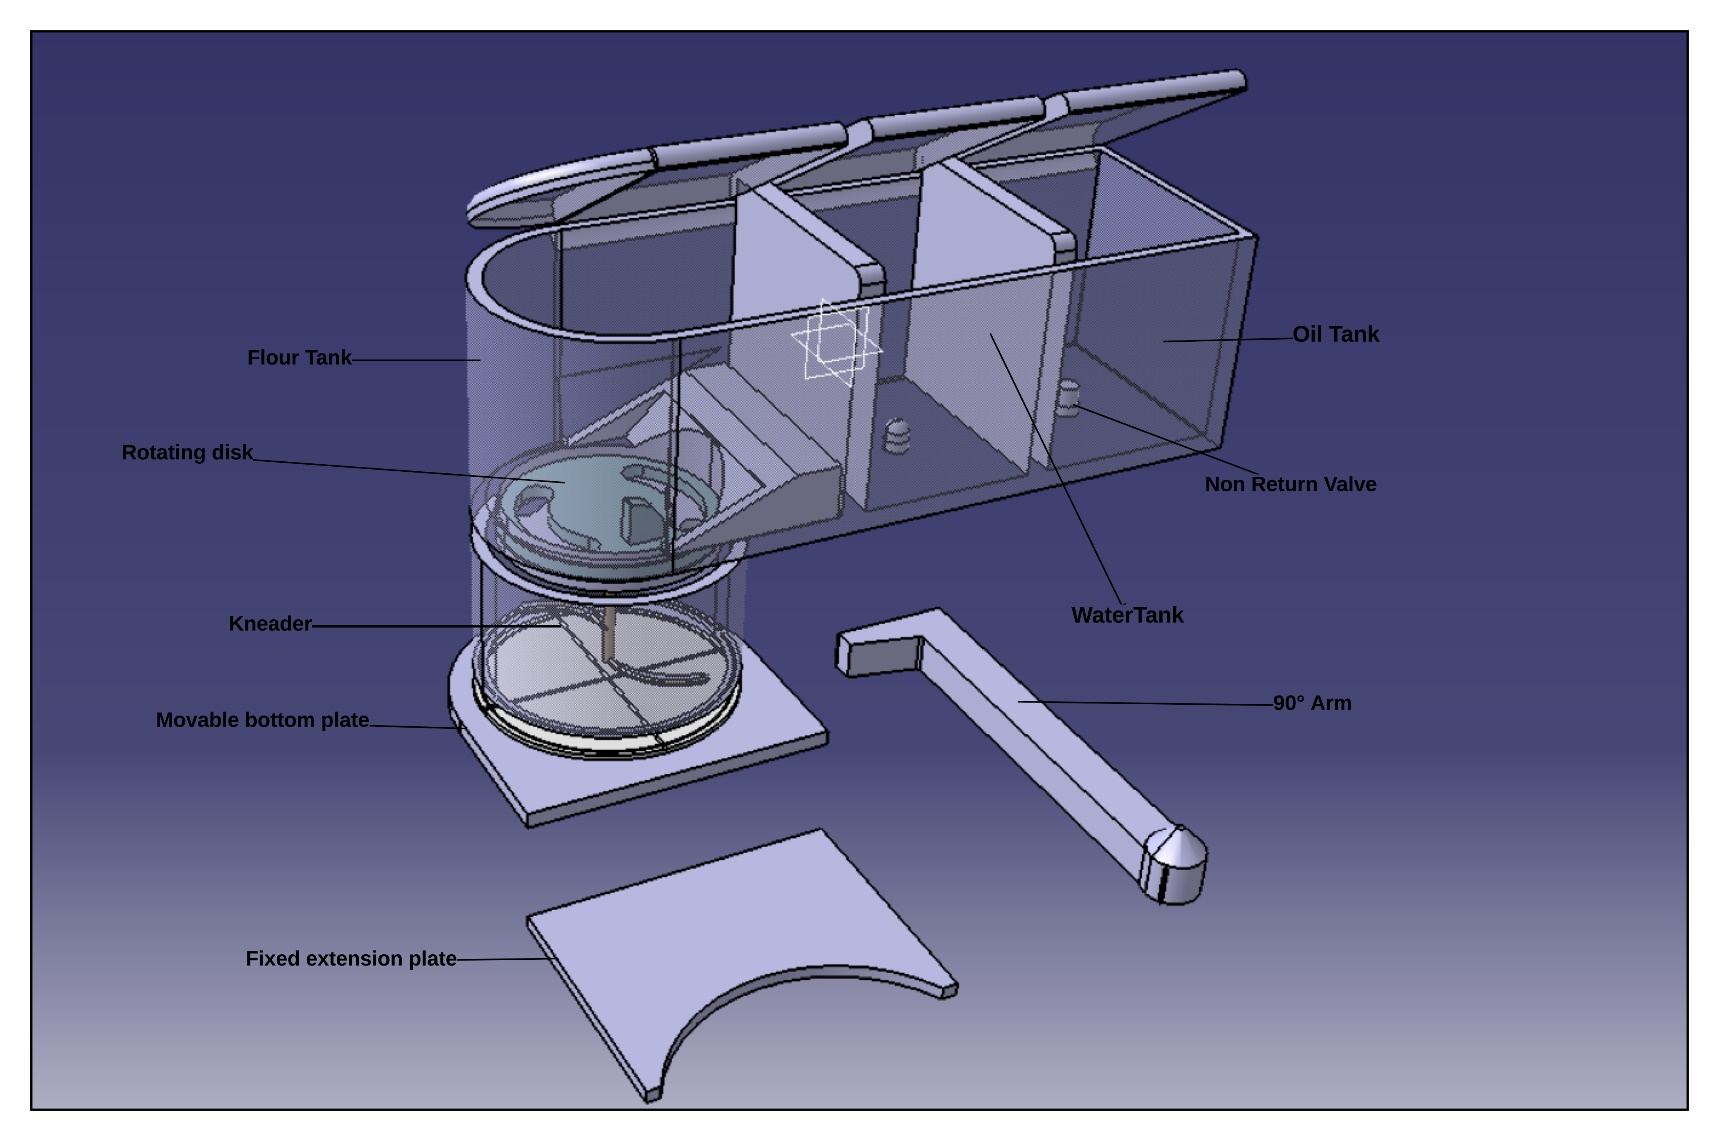 Oil Tank
Flour Tank
Rotating disk
Non Return Valve
WaterTank
Kneader
90° Arm
Movable bottom plate
Fixed extension plate